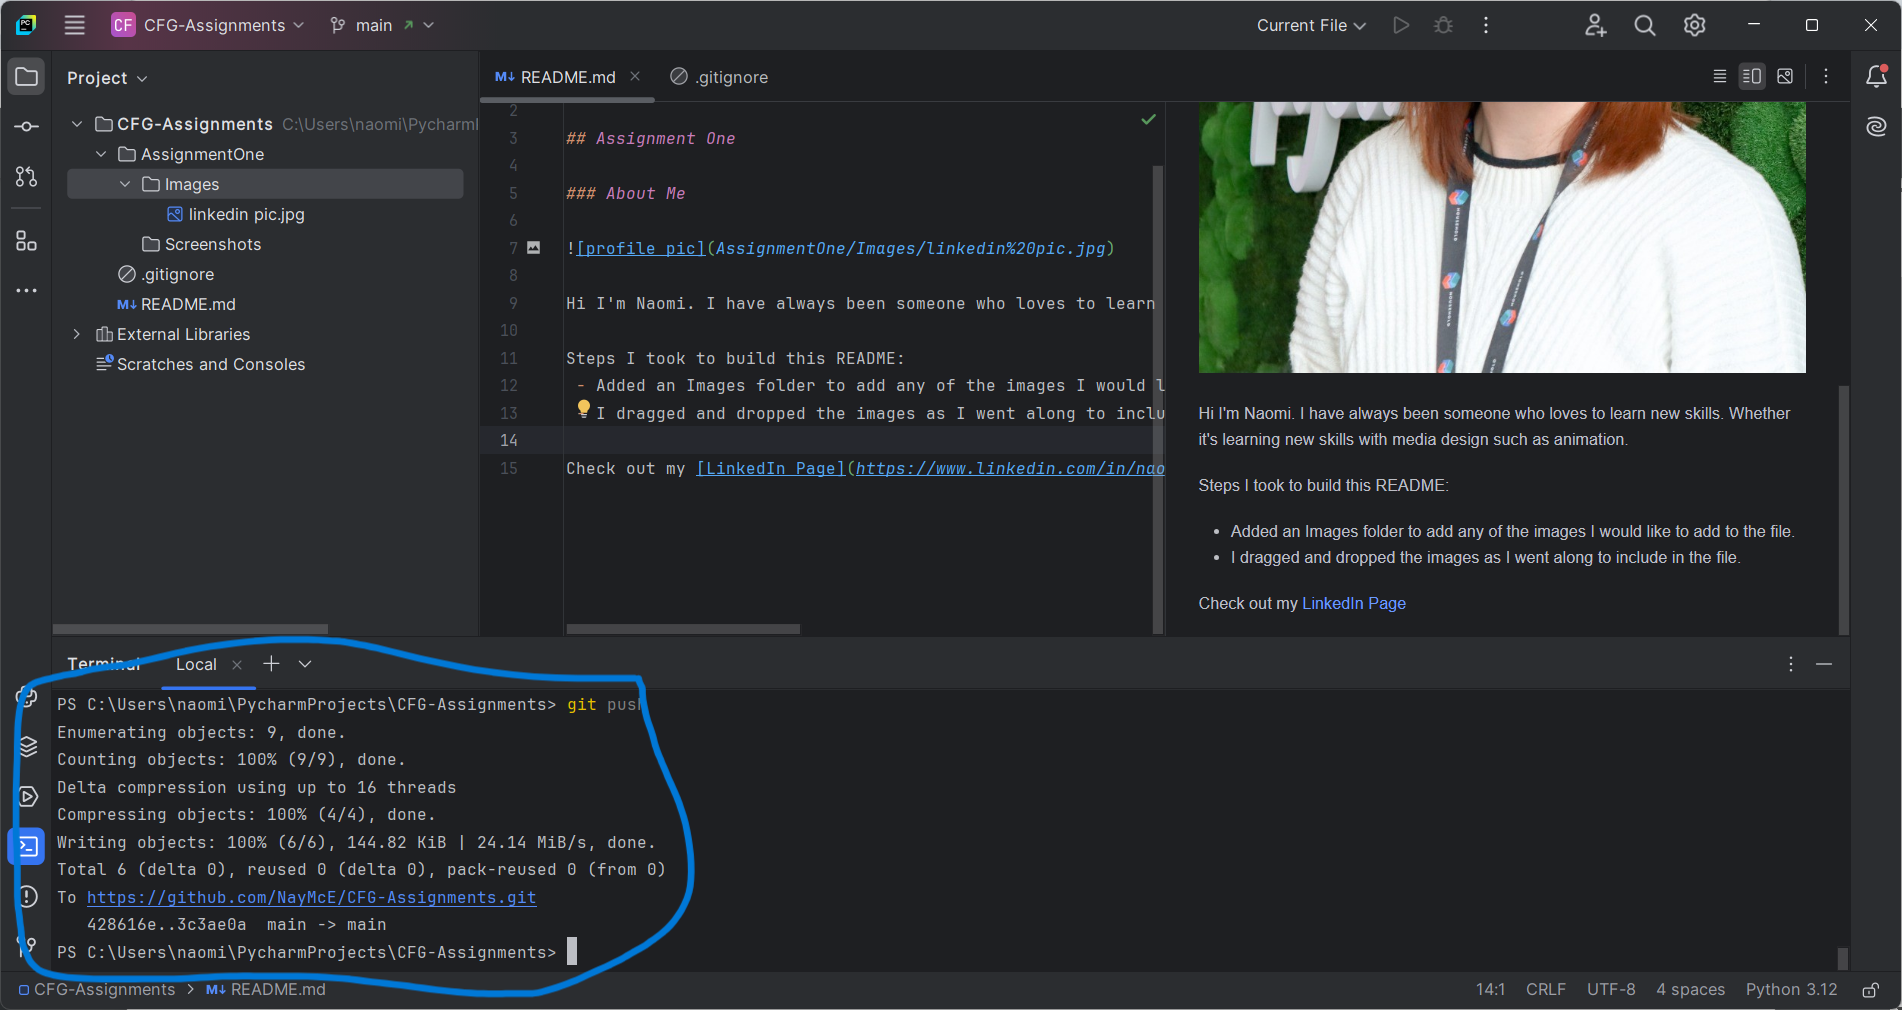 CF CFG-Assignments main Current File
Project
CFG-Assignments C:\Users\naomi\Pycharm
AssignmentOne
Images
linkedin pic.jpg
Screenshots
.gitignore
M↓ README.md
External Libraries
Scratches and Consoles
M↓ README.md .gitignore
2
3 ## Assignment One
4
5 ### About Me
6
7 ![profile pic](AssignmentOne/Images/linkedin%20pic.jpg)
8
9 Hi I'm Naomi. I have always been someone who loves to learn
10
11 Steps I took to build this README:
12 - Added an Images folder to add any of the images I would l
13 I dragged and dropped the images as I went along to inclu
14
15 Check out my [LinkedIn Page](https://www.linkedin.com/in/nao
Hi I'm Naomi. I have always been someone who loves to learn new skills. Whether
it's learning new skills with media design such as animation.
Steps I took to build this README:
• Added an Images folder to add any of the images I would like to add to the file.
• I dragged and dropped the images as I went along to include in the file.
Check out my LinkedIn Page
Terminal Local
PS C:\Users\naomi\PycharmProjects\CFG-Assignments> git push
Enumerating objects: 9, done.
Counting objects: 100% (9/9), done.
Delta compression using up to 16 threads
Compressing objects: 100% (4/4), done.
Writing objects: 100% (6/6), 144.82 KiB | 24.14 MiB/s, done.
Total 6 (delta 0), reused 0 (delta 0), pack-reused 0 (from 0)
To https://github.com/NayMcE/CFG-Assignments.git
428616e..3c3ae0a main -> main
PS C:\Users\naomi\PycharmProjects\CFG-Assignments>
CFG-Assignments > M↓ README.md 14:1 CRLF UTF-8 4 spaces Python 3.12